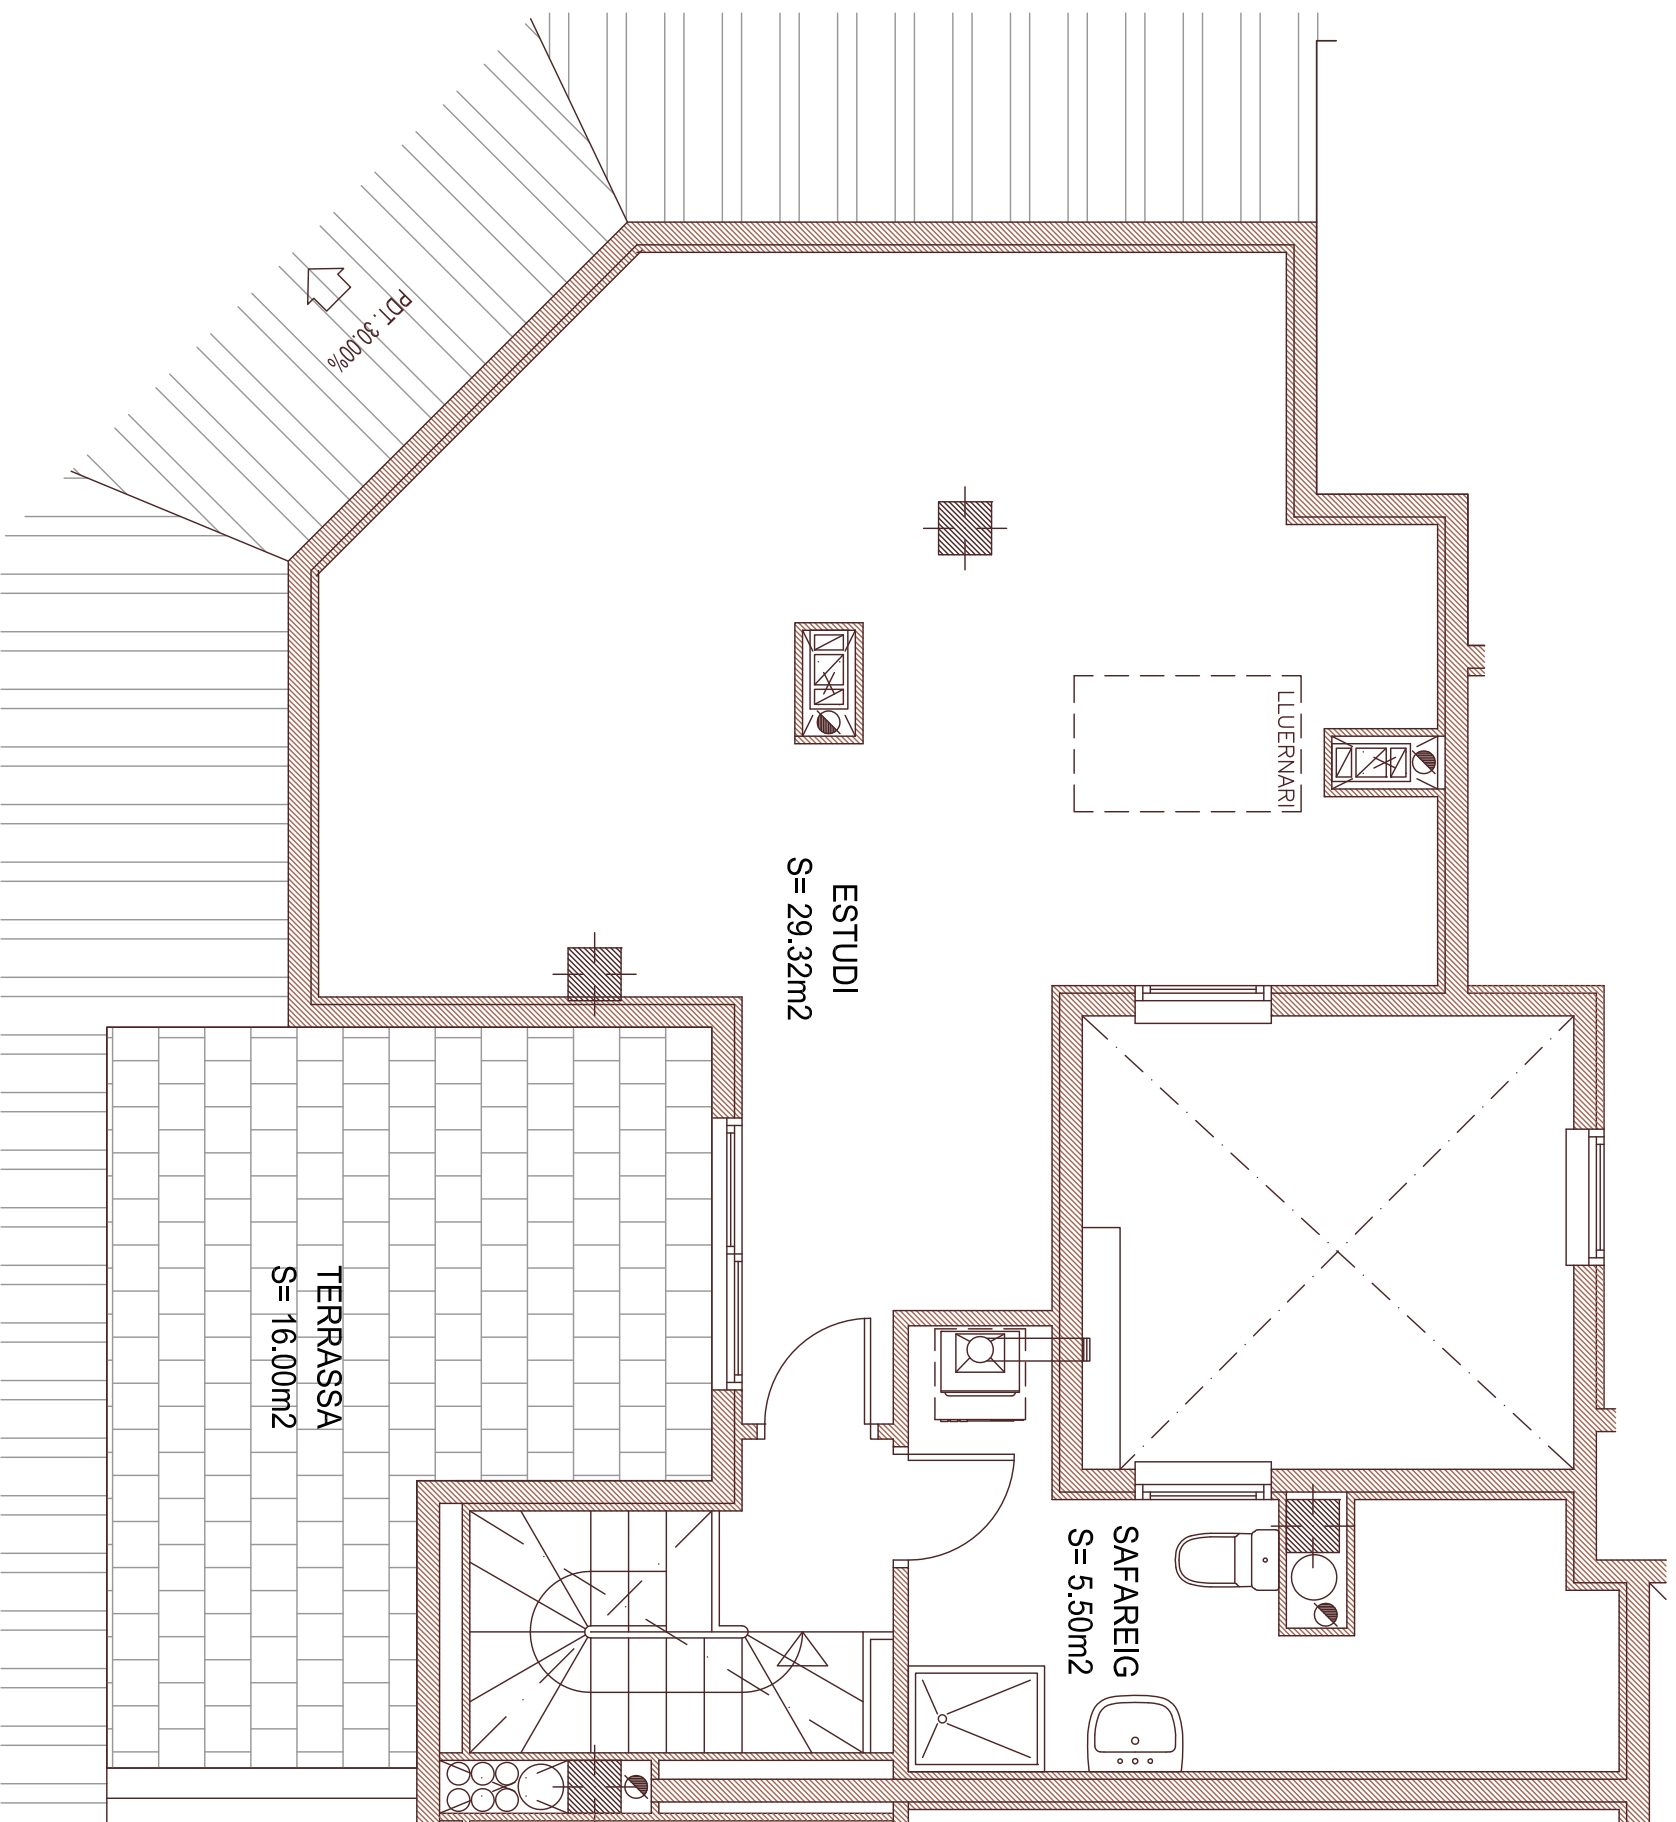 PDT. 30.00%
LLUERNARI
ESTUDI
S= 29.32m2
TERRASSA
S= 16.00m2
SAFAREIG
S= 5.50m2